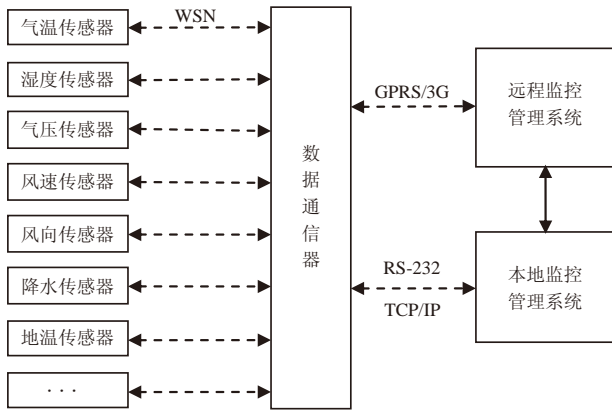 气温传感器
WSN
湿度传感器
气压传感器
风速传感器
风向传感器
降水传感器
地温传感器
···
数
据
通
信
器
GPRS/3G
远程监控
管理系统
RS-232
TCP/IP
本地监控
管理系统